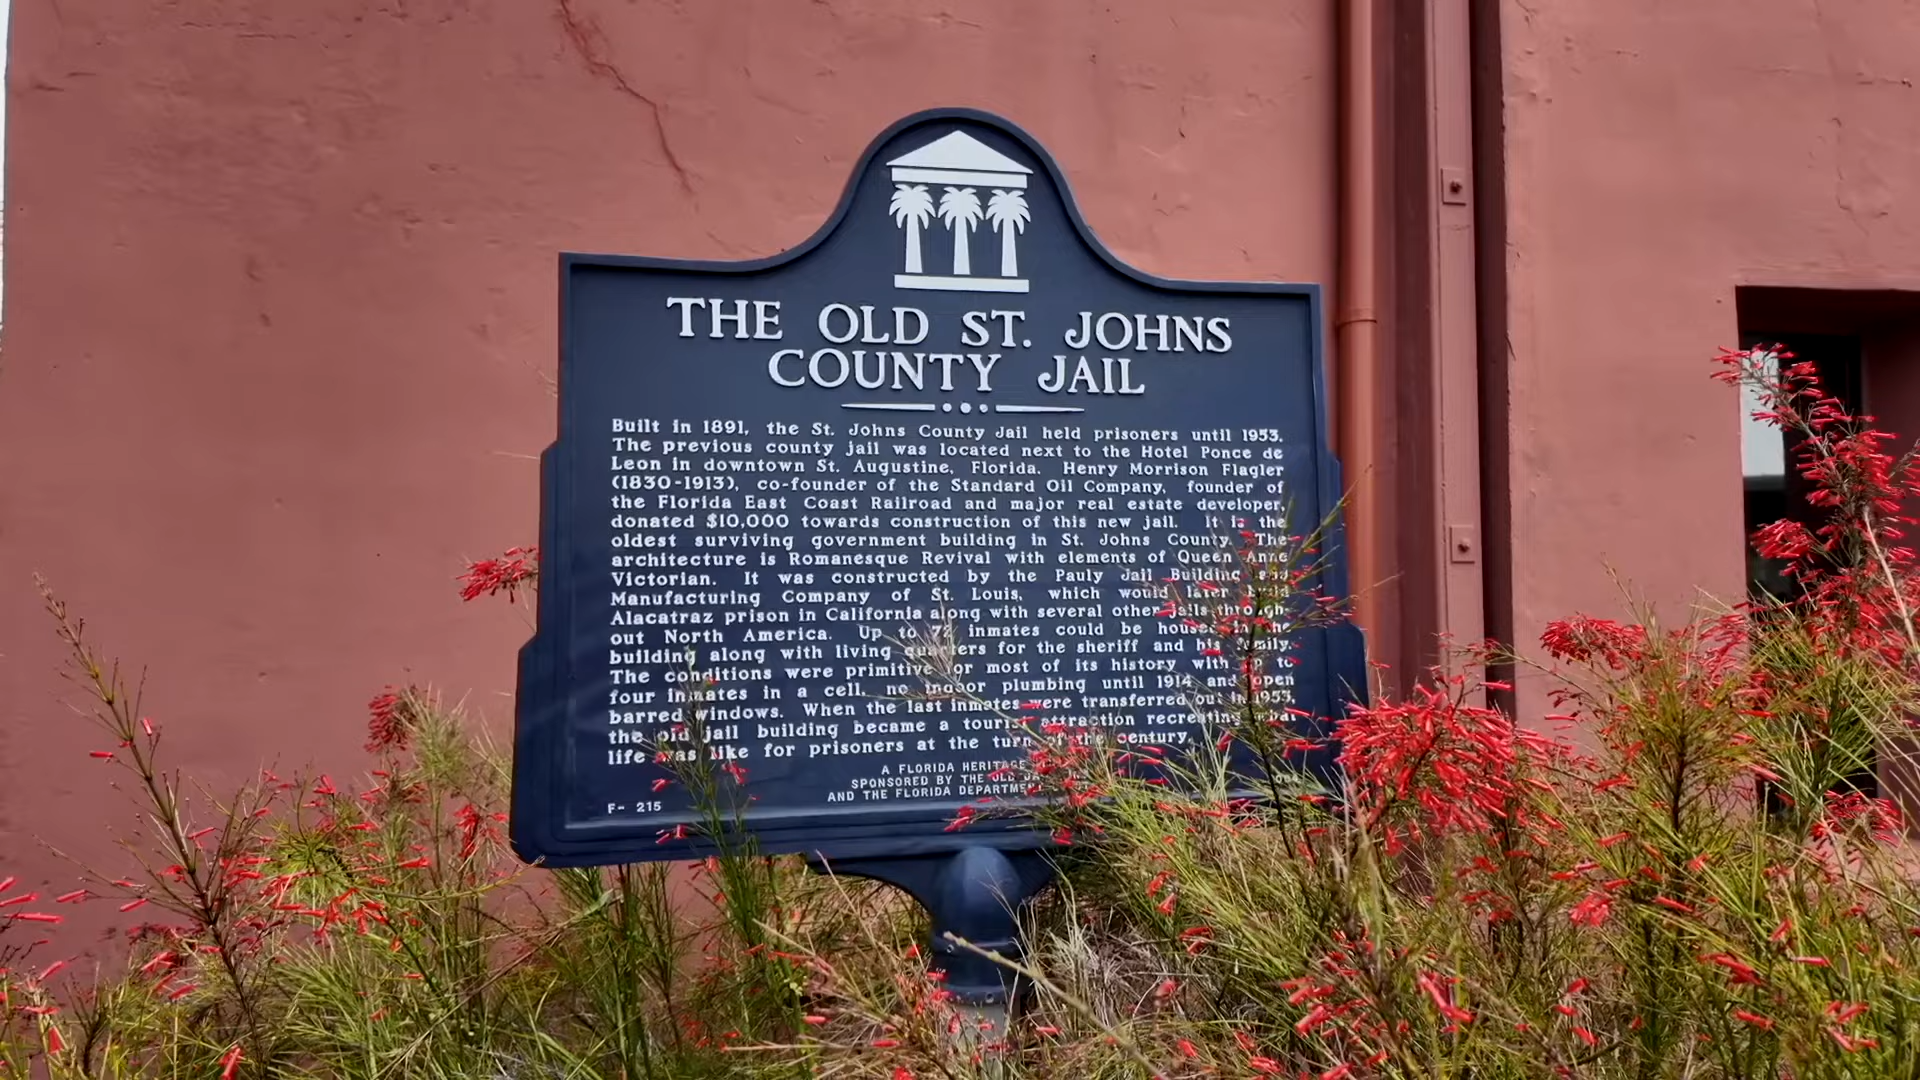 THE OLD ST. JOHNS
COUNTY JAIL
Built in 1891, the St. Johns County Jail held prisoners until 1953.
The previous county jail was located next to the Hotel Ponce de
Leon in downtown St. Augustine, Florida. Henry Morrison Flagler
(1830-1913), co-founder of the Standard Oil Company, founder of
the Florida East Coast Railroad and major real estate developer,
donated $10,000 towards construction of this new jail. It is the
oldest surviving government building in St. Johns County. The
architecture is Romanesque Revival with elements of Queen Anne
Victorian. It was constructed by the Pauly Jail Building and
Manufacturing Company of St. Louis, which would later build
Alacatraz prison in California along with several other jails through-
out North America. Up to 72 inmates could be housed in the
building along with living quarters for the sheriff and his family.
The conditions were primitive for most of its history with up to
four inmates in a cell, no indoor plumbing until 1914 and open
barred windows. When the last inmates were transferred out in 1953,
the old jail building became a tourist attraction recreating what
life was like for prisoners at the turn of the century.
A FLORIDA HERITAGE
SPONSORED BY THE OLD
AND THE FLORIDA DEPARTMENT
F- 215